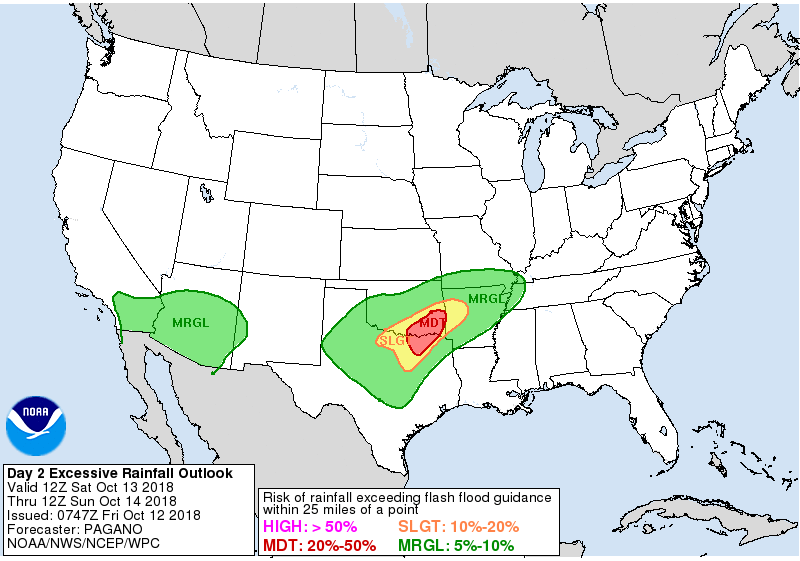 MRGL
MRGL
MDT
SLGT
NOAA
Day 2 Excessive Rainfall Outlook
Valid 12Z Sat Oct 13 2018
Thru 12Z Sun Oct 14 2018
Issued: 0747Z Fri Oct 12 2018
Forecaster: PAGANO
NOAA/NWS/NCEP/WPC
Risk of rainfall exceeding flash flood guidance
within 25 miles of a point
HIGH: > 50% SLGT: 10%-20%
MDT: 20%-50% MRGL: 5%-10%